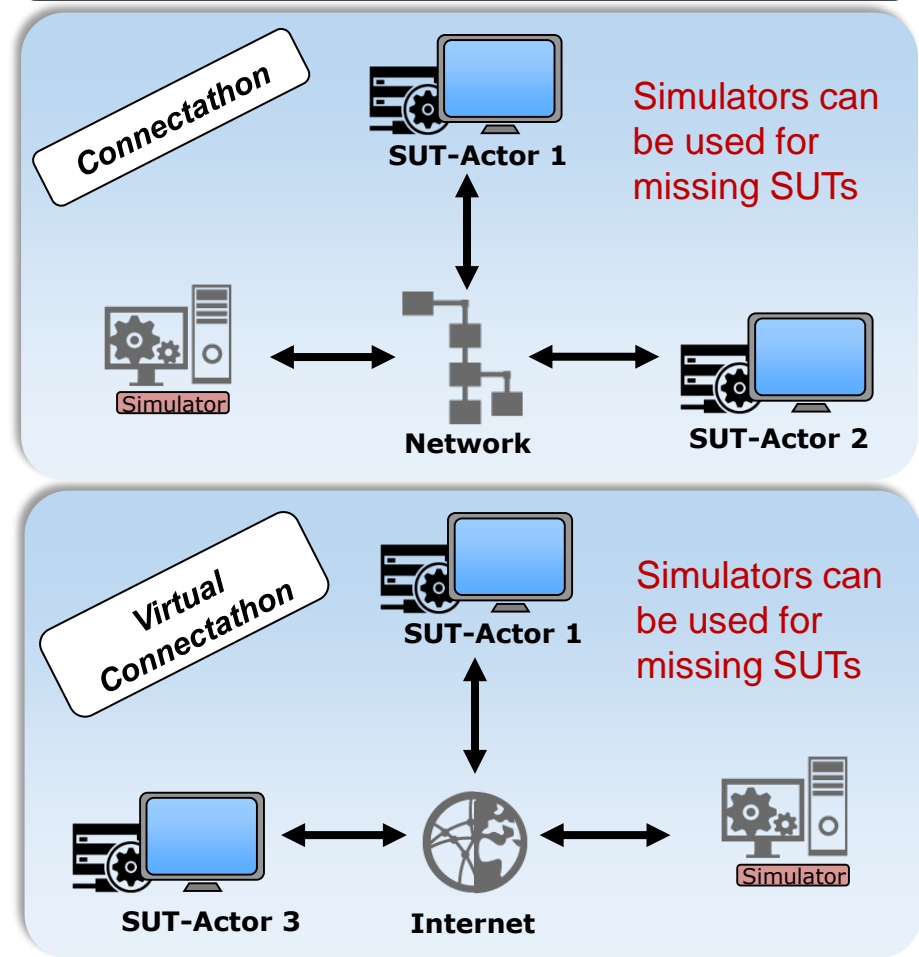 Connectathon
SUT-Actor 1
Simulators can
be used for
missing SUTs
Simulator
Network
SUT-Actor 2
Virtual
Connectathon
SUT-Actor 1
Simulators can
be used for
missing SUTs
SUT-Actor 3
Internet
Simulator